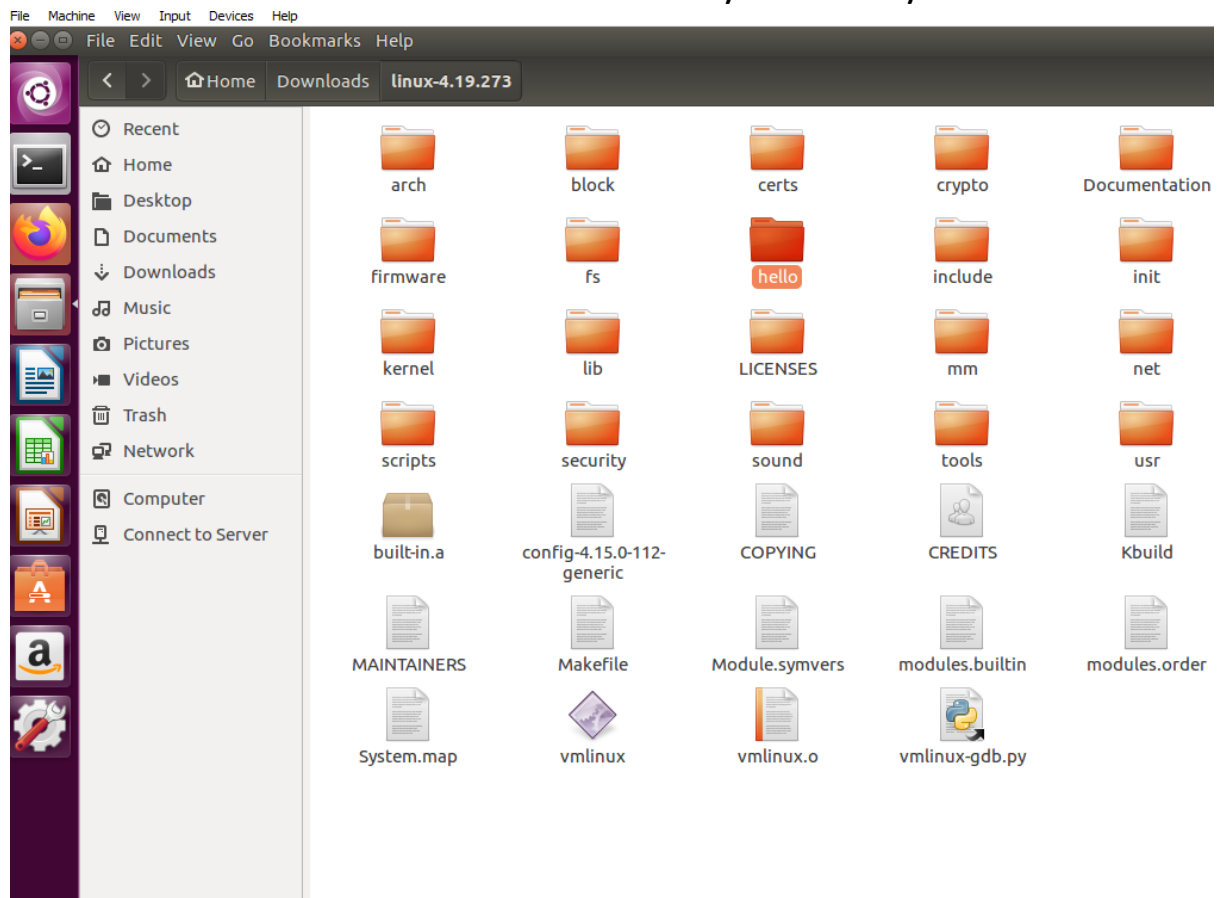 File Machine View Input Devices Help
File Edit View Go Bookmarks Help
Home Downloads linux-4.19.273
Recent
Home
Desktop
Documents
Downloads
Music
Pictures
Videos
Trash
Network
Computer
Connect to Server
arch block certs crypto Documentation
firmware fs hello include init
kernel lib LICENSES mm net
scripts security sound tools usr
built-in.a config-4.15.0-112- COPYING CREDITS Kbuild
generic
MAINTAINERS Makefile Module.symvers modules.builtin modules.order
System.map vmlinux vmlinux.o vmlinux-gdb.py